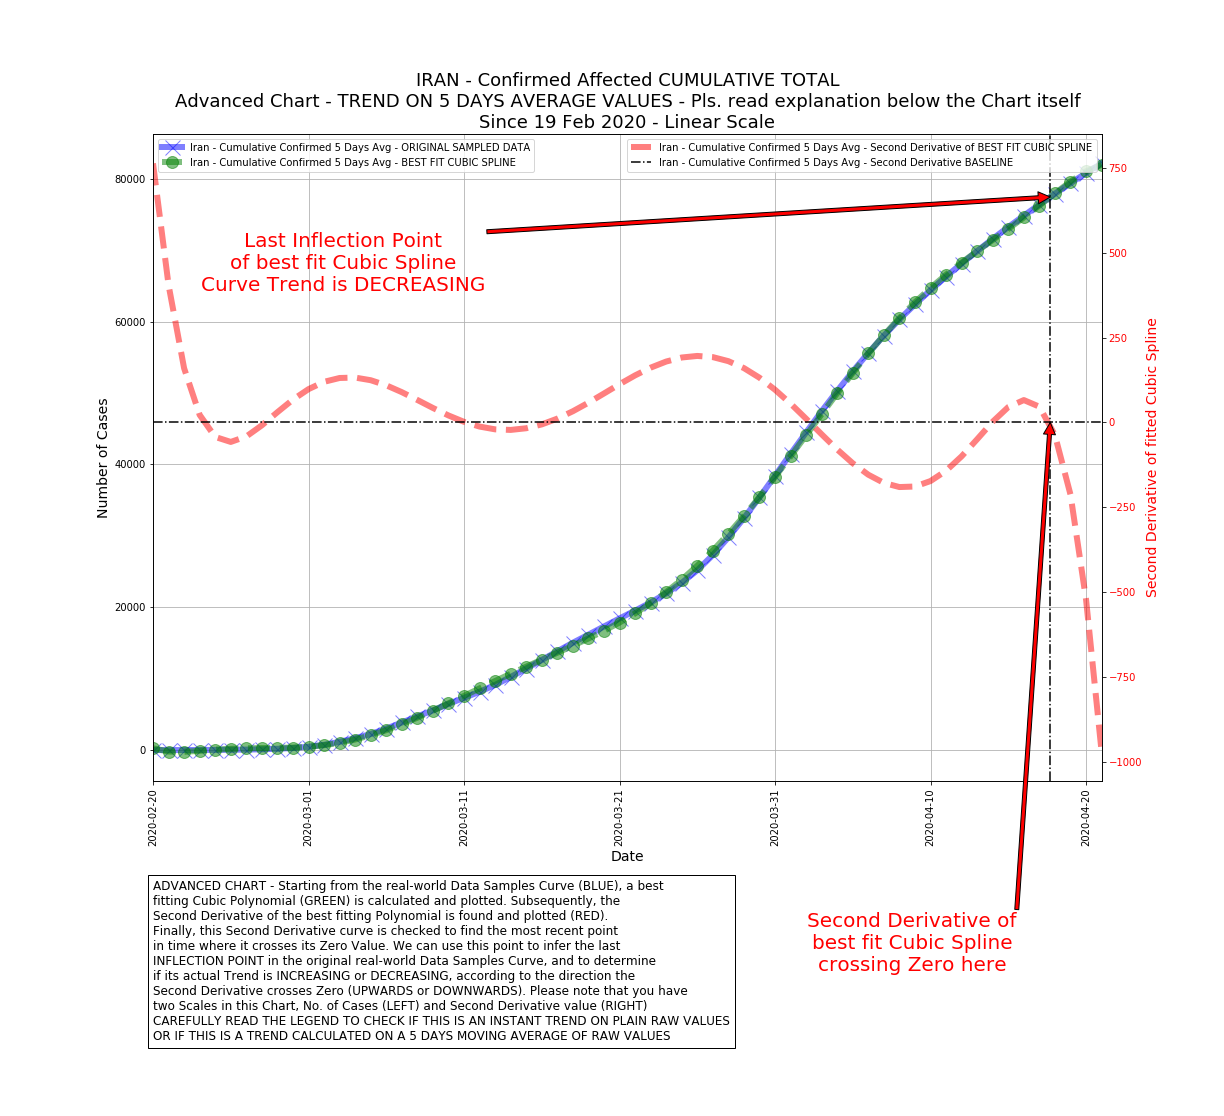 IRAN - Confirmed Affected CUMULATIVE TOTAL
Advanced Chart - TREND ON 5 DAYS AVERAGE VALUES - Pls. read explanation below the Chart itself
Since 19 Feb 2020 - Linear Scale
Iran - Cumulative Confirmed 5 Days Avg - ORIGINAL SAMPLED DATA
Iran - Cumulative Confirmed 5 Days Avg - BEST FIT CUBIC SPLINE
Iran - Cumulative Confirmed 5 Days Avg - Second Derivative of BEST FIT CUBIC SPLINE
Iran - Cumulative Confirmed 5 Days Avg - Second Derivative BASELINE
Last Inflection Point
of best fit Cubic Spline
Curve Trend is DECREASING
Number of Cases
80000
60000
40000
20000
0
750
500
250
0
−250
−500
−750
−1000
Second Derivative of fitted Cubic Spline
2020-02-20
2020-03-01
2020-03-11
2020-03-21
2020-03-31
2020-04-10
2020-04-20
Date
ADVANCED CHART - Starting from the real-world Data Samples Curve (BLUE), a best
fitting Cubic Polynomial (GREEN) is calculated and plotted. Subsequently, the
Second Derivative of the best fitting Polynomial is found and plotted (RED).
Finally, this Second Derivative curve is checked to find the most recent point
in time where it crosses its Zero Value. We can use this point to infer the last
INFLECTION POINT in the original real-world Data Samples Curve, and to determine
if its actual Trend is INCREASING or DECREASING, according to the direction the
Second Derivative crosses Zero (UPWARDS or DOWNWARDS). Please note that you have
two Scales in this Chart, No. of Cases (LEFT) and Second Derivative value (RIGHT)
CAREFULLY READ THE LEGEND TO CHECK IF THIS IS AN INSTANT TREND ON PLAIN RAW VALUES
OR IF THIS IS A TREND CALCULATED ON A 5 DAYS MOVING AVERAGE OF RAW VALUES
Second Derivative of
best fit Cubic Spline
crossing Zero here